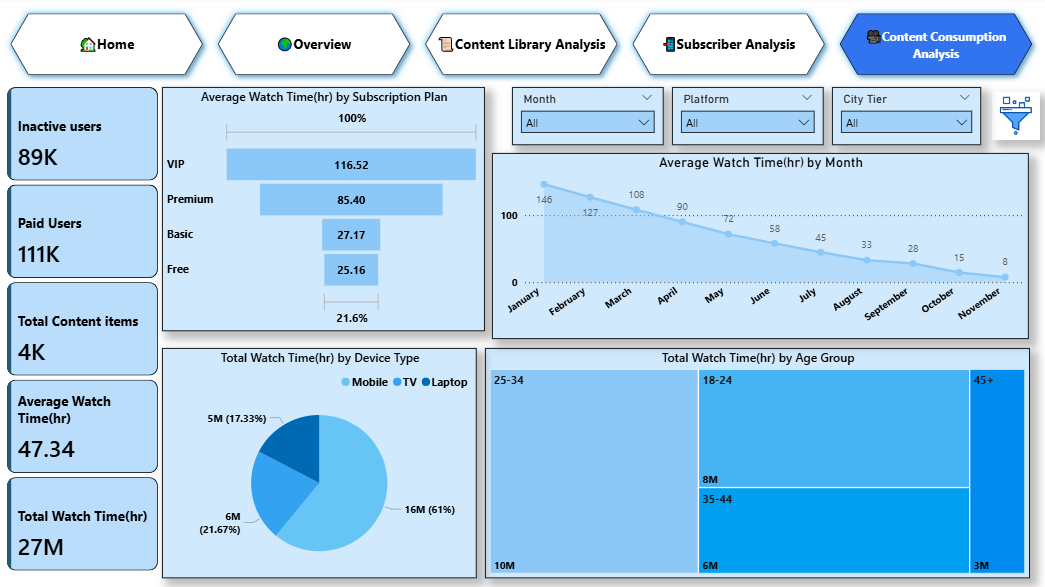 Home
Overview
Content Library Analysis
Subscriber Analysis
Content Consumption
Analysis
Inactive users
89K
Paid Users
111K
Total Content items
4K
Average Watch
Time(hr)
47.34
Total Watch Time(hr)
27M
Average Watch Time(hr) by Subscription Plan
100%
VIP
116.52
Premium
85.40
Basic
27.17
Free
25.16
21.6%
Month
All
Platform
All
City Tier
All
Average Watch Time(hr) by Month
100
0
146
127
108
90
72
58
45
33
28
15
8
January
February
March
April
May
June
July
August
September
October
November
Total Watch Time(hr) by Device Type
Mobile TV Laptop
5M (17.33%)
6M
(21.67%)
16M (61%)
Total Watch Time(hr) by Age Group
25-34
10M
18-24
8M
35-44
6M
45+
3M